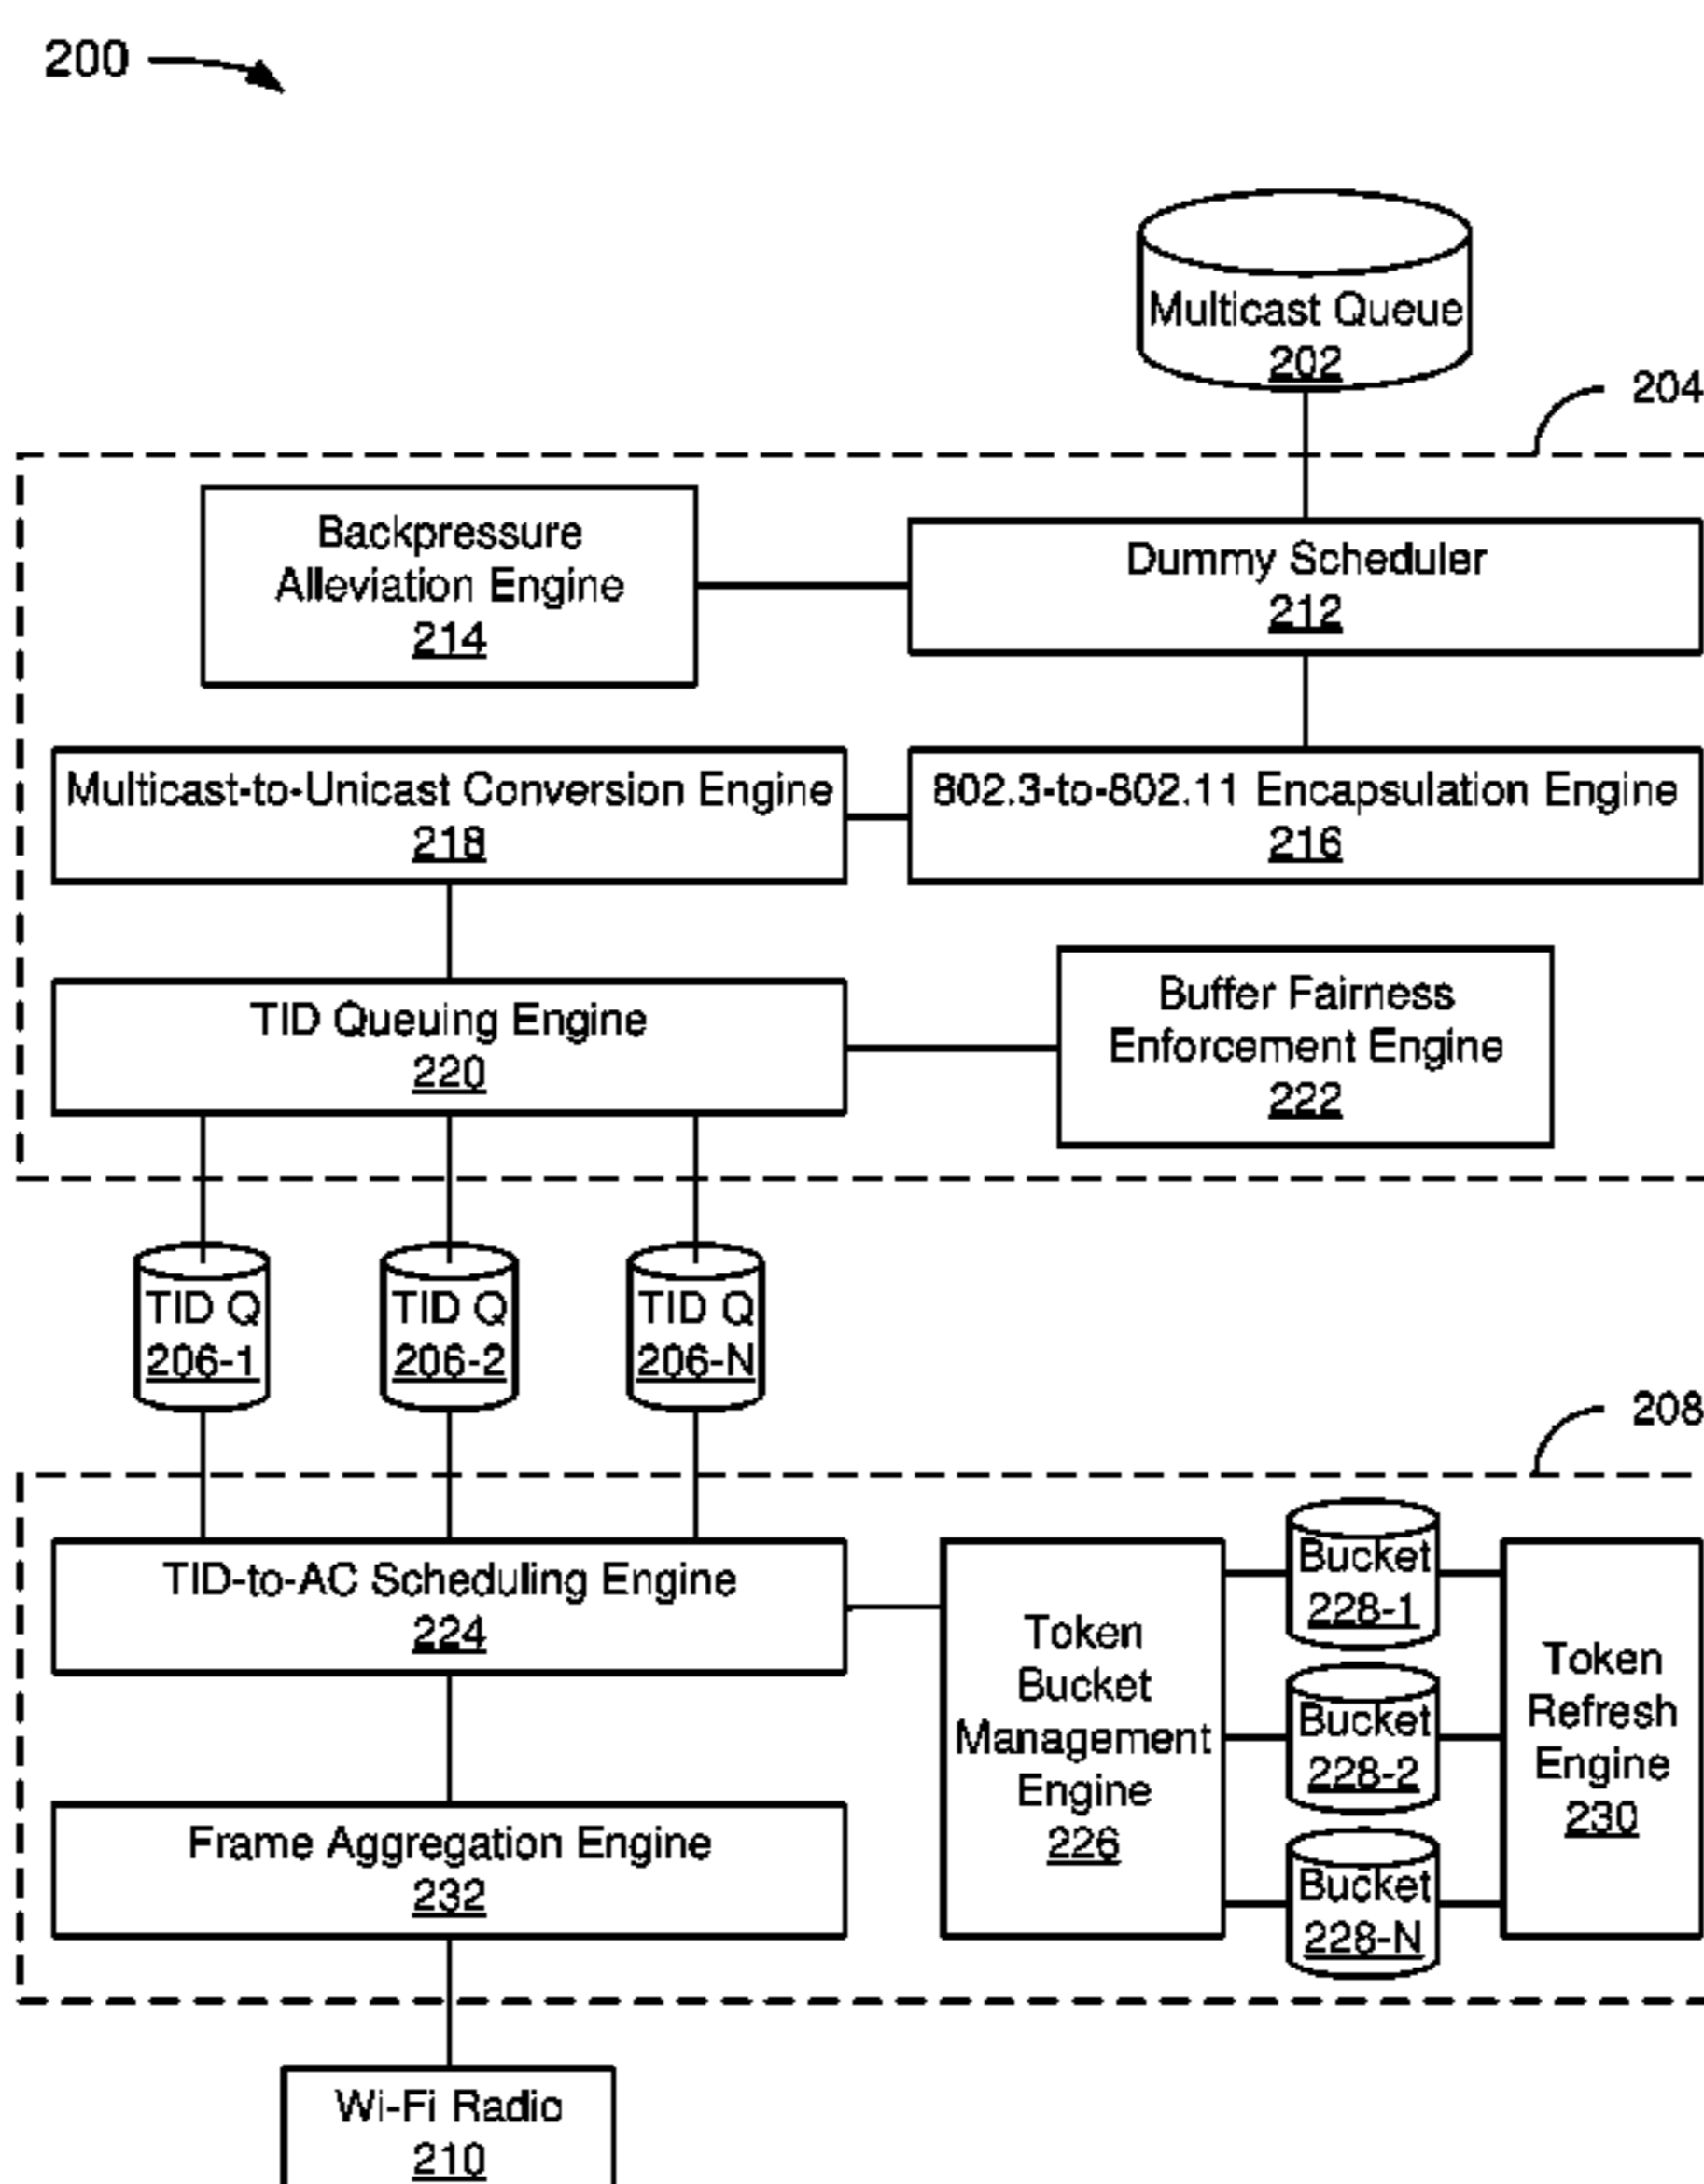 200
Multicast Queue
202
204
Backpressure
Alleviation Engine
214
Dummy Scheduler
212
Multicast-to-Unicast Conversion Engine
218
802.3-to-802.11 Encapsulation Engine
216
TID Queuing Engine
220
Buffer Fairness
Enforcement Engine
222
TID Q
206-1
TID Q
206-2
TID Q
206-N
208
TID-to-AC Scheduling Engine
224
Token
Bucket
Management
Engine
226
Bucket
228-1
Bucket
228-2
Bucket
228-N
Token
Refresh
Engine
230
Frame Aggregation Engine
232
Wi-Fi Radio
210